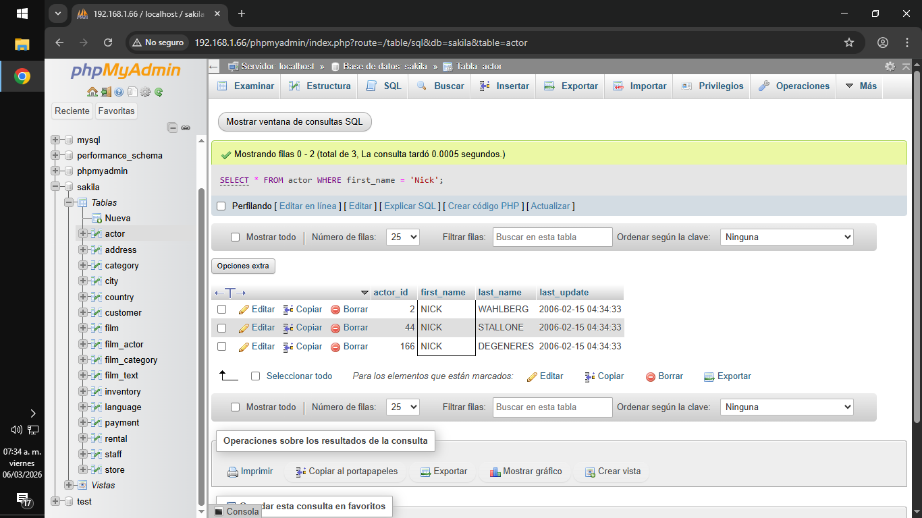 192.168.1.66 / localhost / sakila
No seguro
192.168.1.66/phpmyadmin/index.php?route=/table/sql&db=sakila&table=actor
phpMyAdmin
Reciente
Favoritas
mysql
performance_schema
phpmyadmin
sakila
Tablas
Nueva
actor
address
category
city
country
customer
film
film_actor
film_category
film_text
inventory
language
payment
rental
staff
store
Vistas
test
Servidor: localhost » Base de datos: sakila » Tabla: actor
Examinar Estructura SQL Buscar Insertar Exportar Importar Privilegios Operaciones Más
Mostrar ventana de consultas SQL
Mostrando filas 0 - 2 (total de 3, La consulta tardó 0.0005 segundos.)
SELECT * FROM actor WHERE first_name = 'Nick';
Perfilando [ Editar en línea ] [ Editar ] [ Explicar SQL ] [ Crear código PHP ] [ Actualizar ]
Mostrar todo Número de filas: 25 Filtrar filas: Buscar en esta tabla Ordenar según la clave: Ninguna
Opciones extra
actor_id first_name last_name last_update
Editar Copiar Borrar 2 NICK WAHLBERG 2006-02-15 04:34:33
Editar Copiar Borrar 44 NICK STALLONE 2006-02-15 04:34:33
Editar Copiar Borrar 166 NICK DEGENERES 2006-02-15 04:34:33
Seleccionar todo Para los elementos que están marcados: Editar Copiar Borrar Exportar
Mostrar todo Número de filas: 25 Filtrar filas: Buscar en esta tabla Ordenar según la clave: Ninguna
Operaciones sobre los resultados de la consulta
Imprimir Copiar al portapapeles Exportar Mostrar gráfico Crear vista
dar esta consulta en favoritos
Consola
07:34 a. m.
viernes
06/03/2026
17